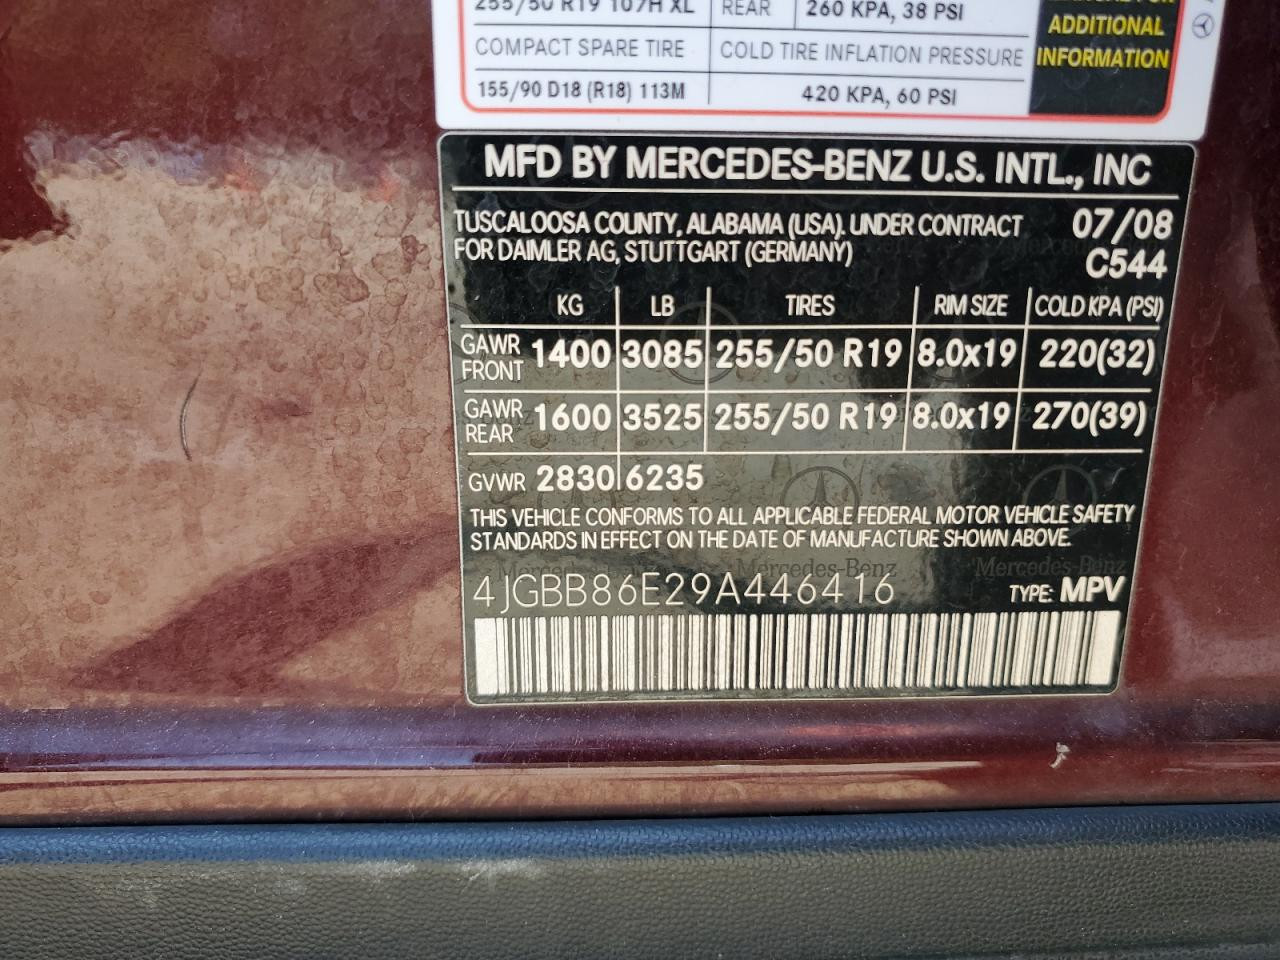 255/50 R19 107H XL REAR 260 KPA, 38 PSI
ADDITIONAL
INFORMATION
COMPACT SPARE TIRE COLD TIRE INFLATION PRESSURE
155/90 D18 (R18) 113M 420 KPA, 60 PSI
MFD BY MERCEDES-BENZ U.S. INTL., INC
TUSCALOOSA COUNTY, ALABAMA (USA). UNDER CONTRACT 07/08
FOR DAIMLER AG, STUTTGART (GERMANY) C544
KG LB TIRES RIM SIZE COLD KPA (PSI)
GAWR FRONT 1400 3085 255/50 R19 8.0x19 220(32)
GAWR REAR 1600 3525 255/50 R19 8.0x19 270(39)
GVWR 2830 6235
THIS VEHICLE CONFORMS TO ALL APPLICABLE FEDERAL MOTOR VEHICLE SAFETY
STANDARDS IN EFFECT ON THE DATE OF MANUFACTURE SHOWN ABOVE.
Mercedes-Benz Mercedes-Benz Mercedes-Benz
4JGBB86E29A446416 TYPE: MPV